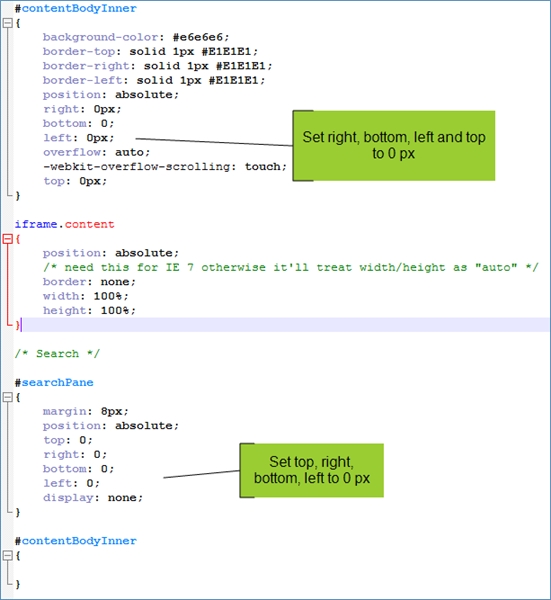 #contentBodyInner
{
background-color: #e6e6e6;
border-top: solid 1px #E1E1E1;
border-right: solid 1px #E1E1E1;
border-left: solid 1px #E1E1E1;
position: absolute;
right: 0px;
bottom: 0;
left: 0px;
overflow: auto;
-webkit-overflow-scrolling: touch;
top: 0px;
}
Set right, bottom, left and top
to 0 px
iframe.content
{
position: absolute;
/* need this for IE 7 otherwise it'll treat width/height as "auto" */
border: none;
width: 100%;
height: 100%;
}
/* Search */
#searchPane
{
margin: 8px;
position: absolute;
top: 0;
right: 0;
bottom: 0;
left: 0;
display: none;
}
Set top, right,
bottom, left to 0 px
#contentBodyInner
{
}